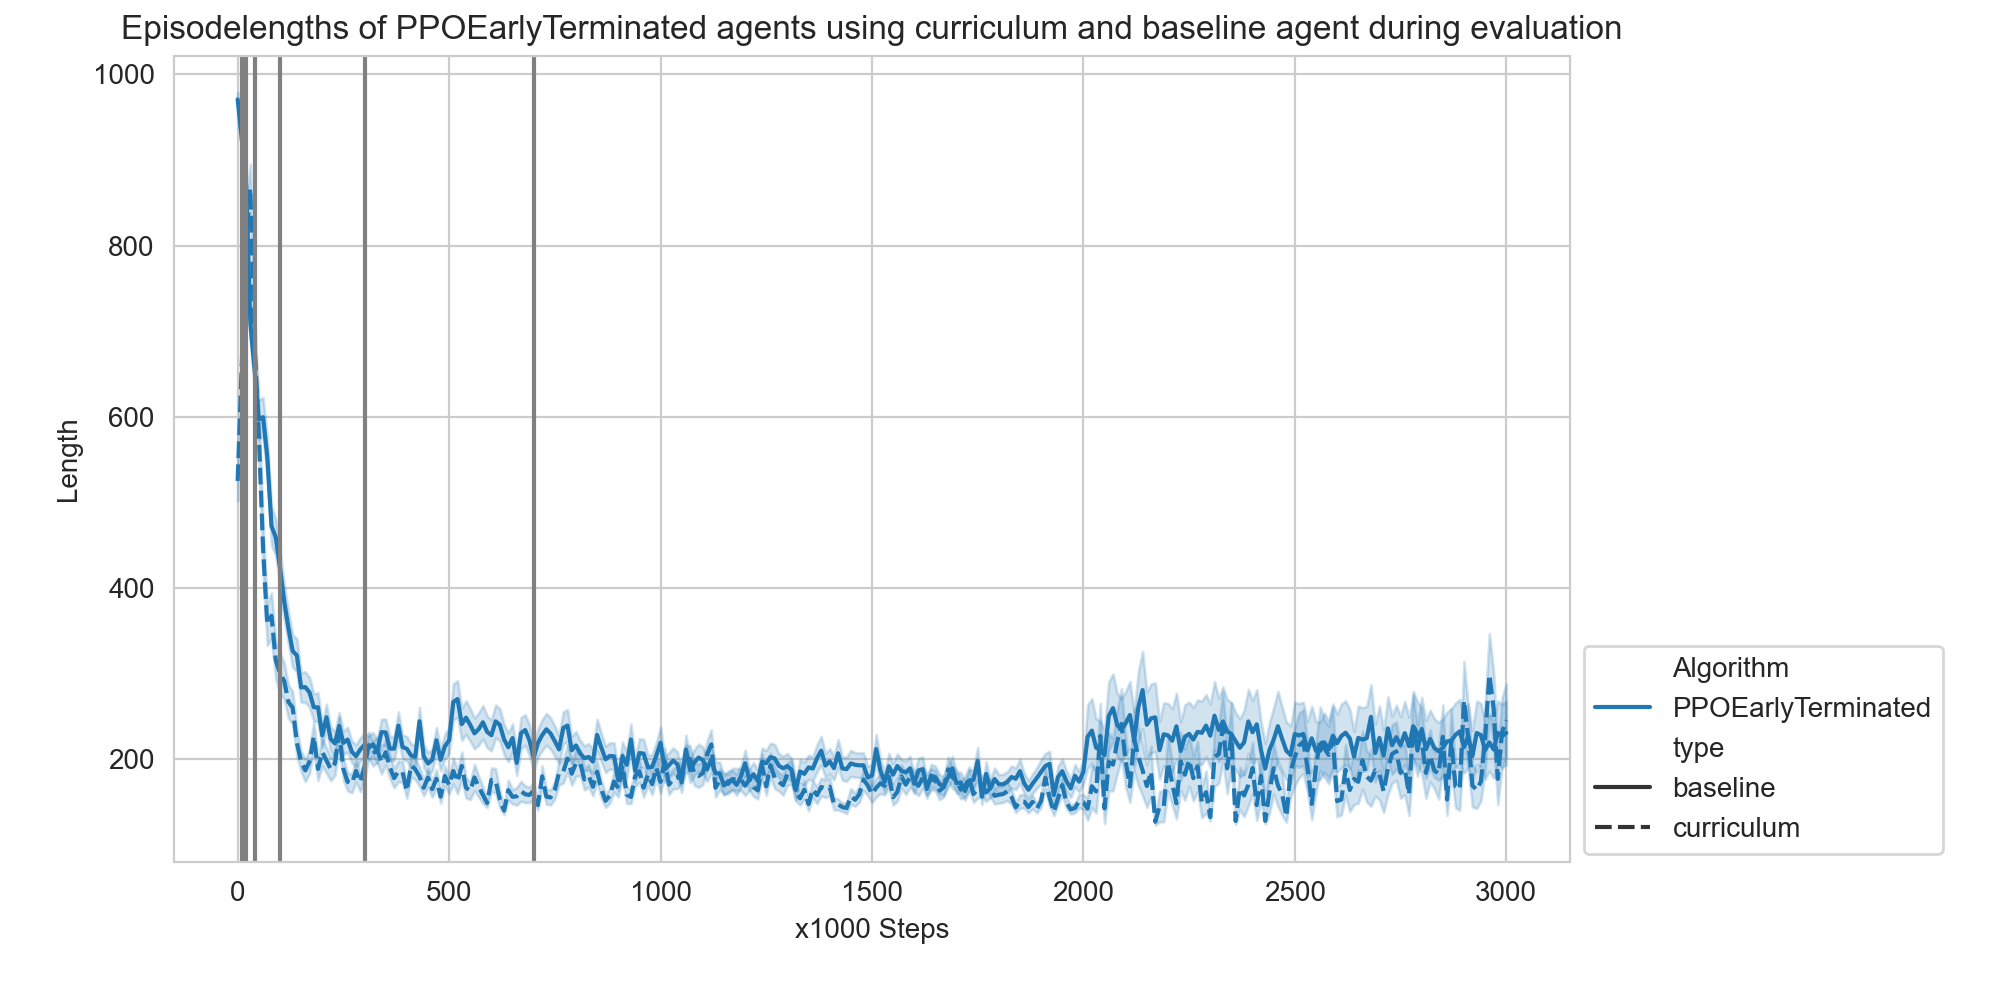 Episodelengths of PPOEarlyTerminated agents using curriculum and baseline agent during evaluation
1000
800
600
400
200
Length
0
500
1000
1500
2000
2500
3000
x1000 Steps
Algorithm
PPOEarlyTerminated
type
baseline
curriculum